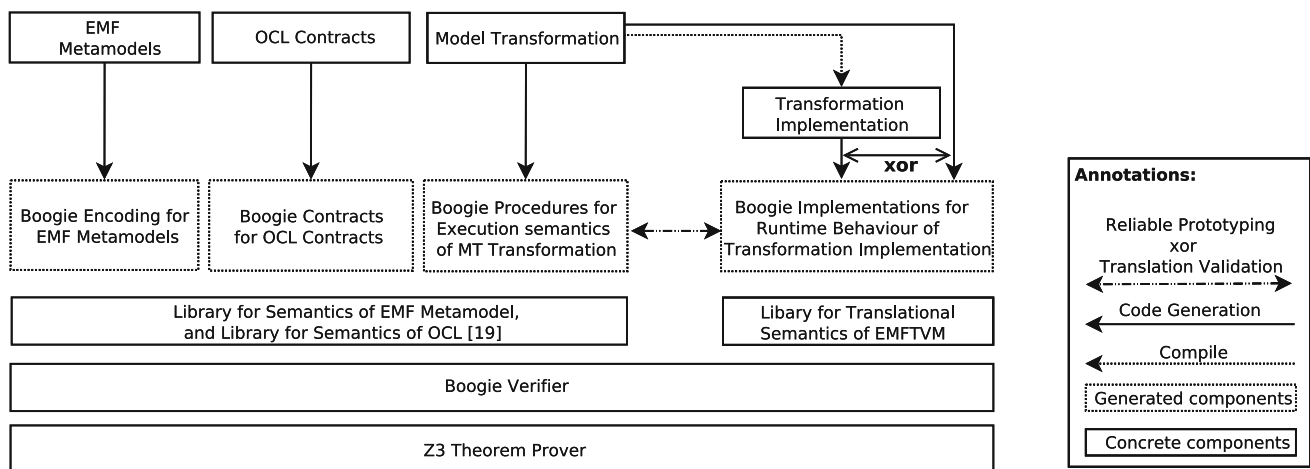 EMF
Metamodels
OCL Contracts
Model Transformation
Transformation
Implementation
xor
Boogie Encoding for
EMF Metamodels
Boogie Contracts
for OCL Contracts
Boogie Procedures for
Execution semantics
of MT Transformation
Boogie Implementations for
Runtime Behaviour of
Transformation Implementation
Library for Semantics of EMF Metamodel,
and Library for Semantics of OCL [19]
Libary for Translational
Semantics of EMFTVM
Boogie Verifier
Z3 Theorem Prover
Annotations:
Reliable Prototyping
xor
Translation Validation
Code Generation
Compile
Generated components
Concrete components